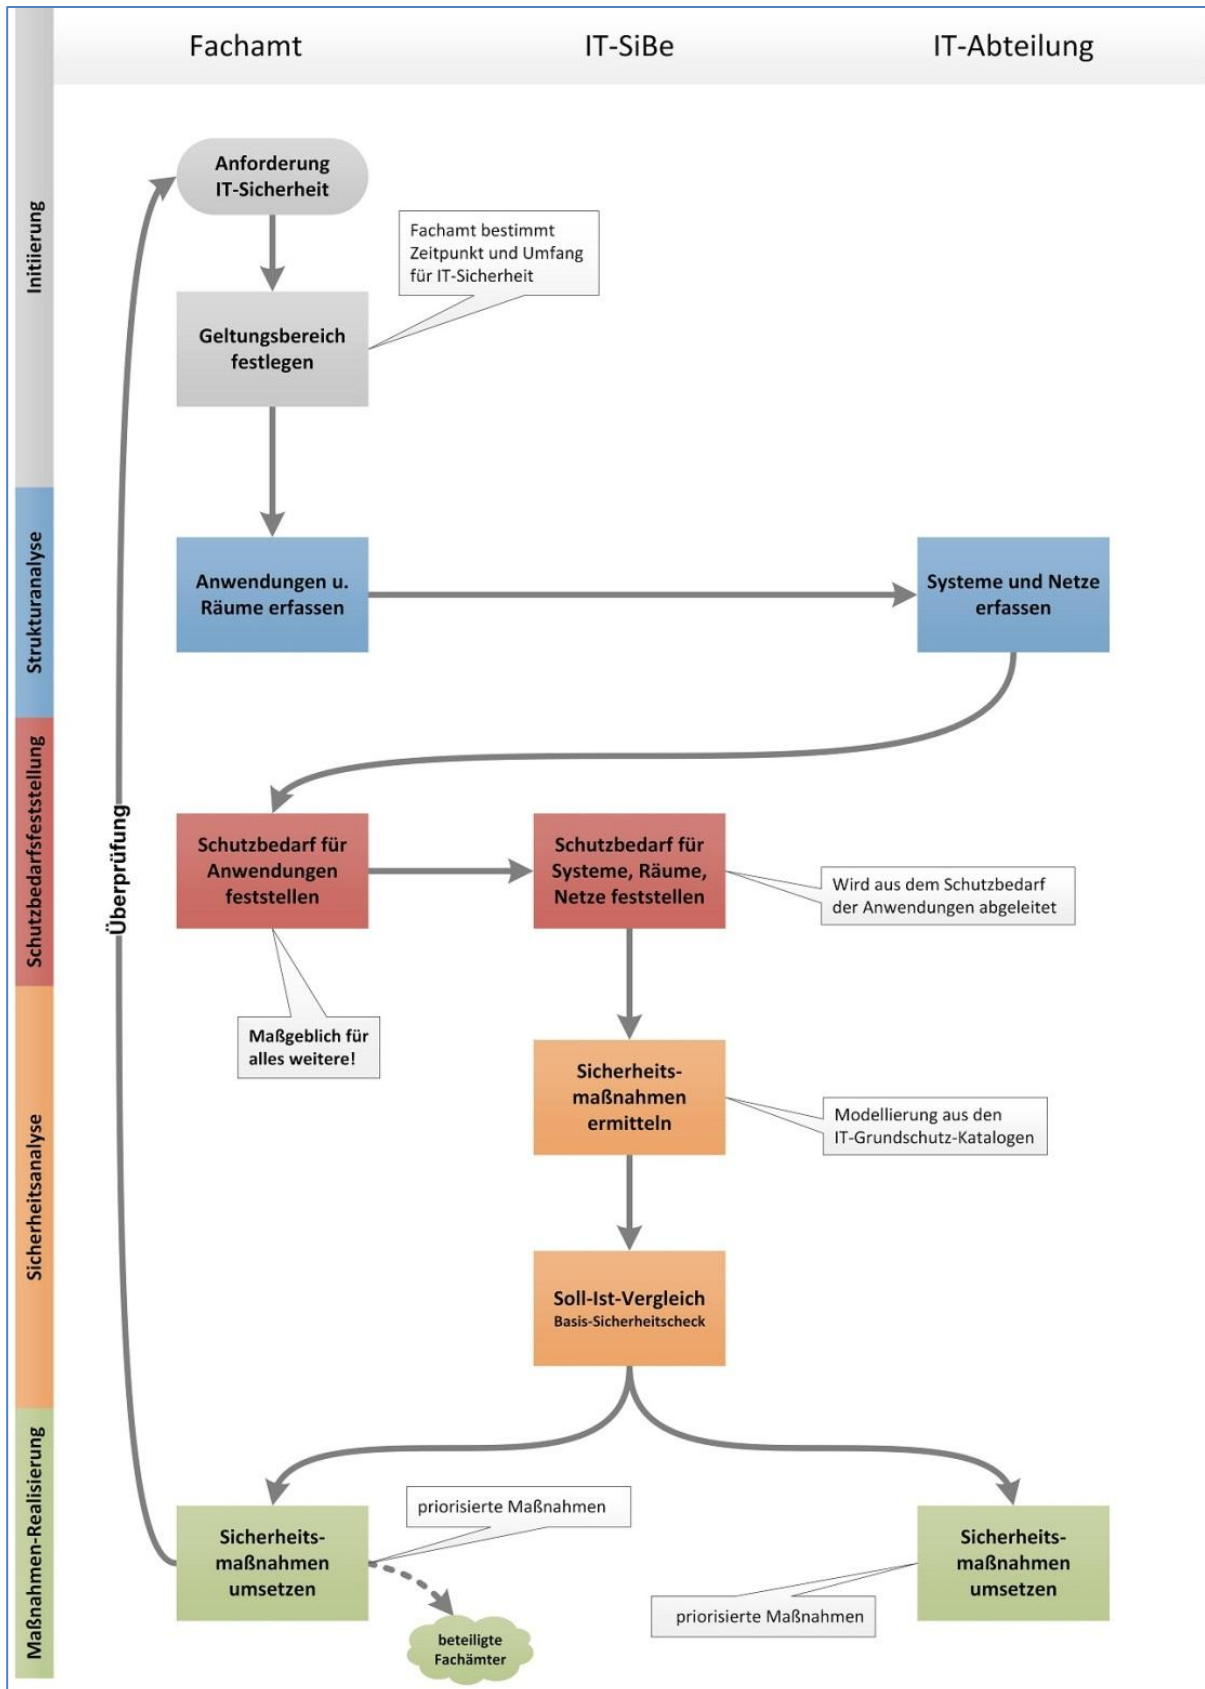 Fachamt
IT-SiBe
IT-Abteilung
Initiierung
Anforderung
IT-Sicherheit
Fachamt bestimmt
Zeitpunkt und Umfang
für IT-Sicherheit
Geltungsbereich
festlegen
Strukturanalyse
Anwendungen u.
Räume erfassen
Systeme und Netze
erfassen
Schutzbedarfsfeststellung
Überprüfung
Schutzbedarf für
Anwendungen
feststellen
Schutzbedarf für
Systeme, Räume,
Netze feststellen
Wird aus dem Schutzbedarf
der Anwendungen abgeleitet
Maßgeblich für
alles weitere!
Sicherheitsanalyse
Sicherheits-
maßnahmen
ermitteln
Modellierung aus den
IT-Grundschutz-Katalogen
Soll-Ist-Vergleich
Basis-Sicherheitscheck
Maßnahmen-Realisierung
Sicherheits-
maßnahmen
umsetzen
priorisierte Maßnahmen
beteiligte
Fachämter
priorisierte Maßnahmen
Sicherheits-
maßnahmen
umsetzen